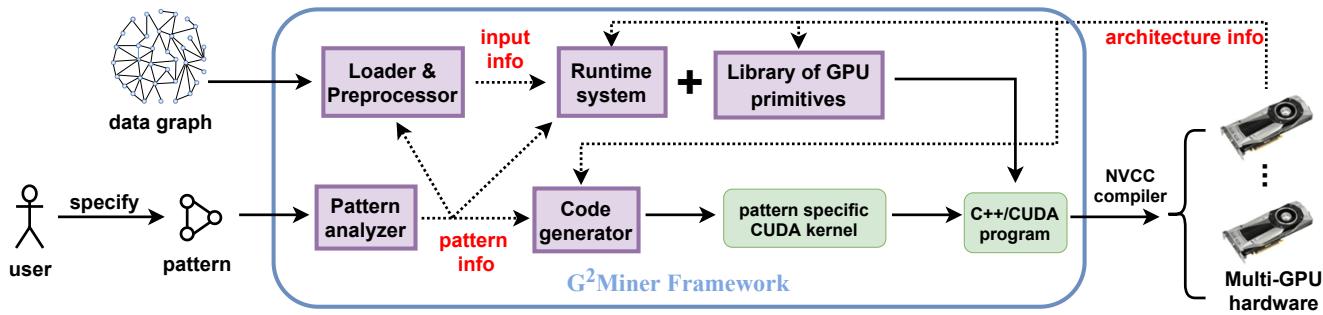 data graph
Loader &
Preprocessor
input
info
Runtime
system
+
Library of GPU
primitives
architecture info
user
specify
pattern
Pattern
analyzer
pattern
info
Code
generator
pattern specific
CUDA kernel
C++/CUDA
program
NVCC
compiler
Multi-GPU
hardware
G²Miner Framework